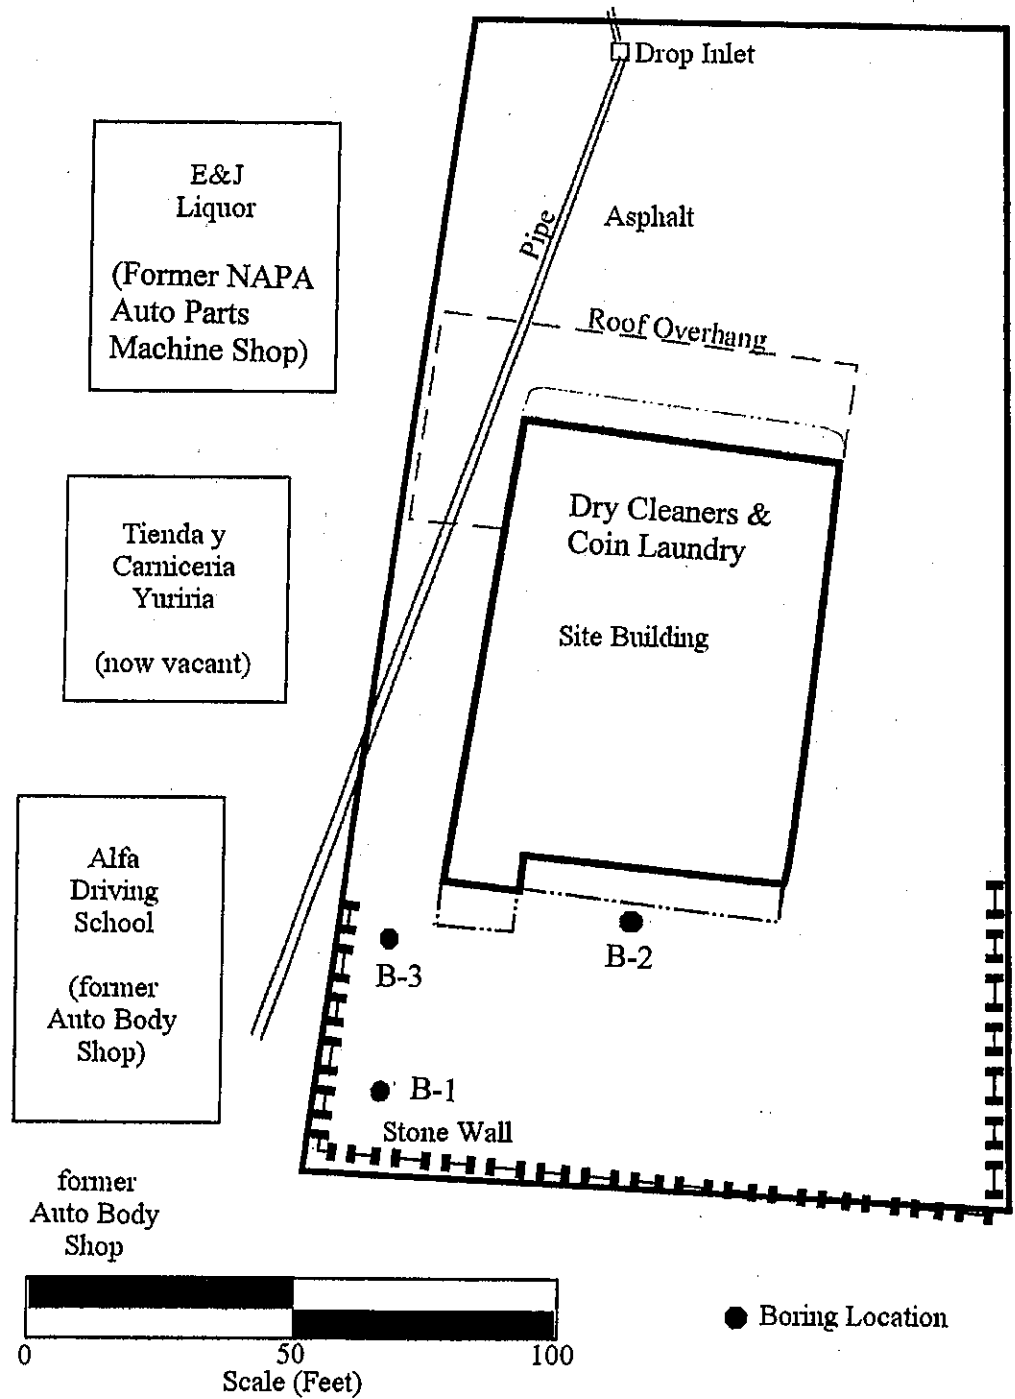 Drop Inlet
E&J
Liquor
(Former NAPA
Auto Parts
Machine Shop)
Pipe
Asphalt
Roof Overhang
Dry Cleaners &
Coin Laundry
Site Building
Tienda y
Carniceria
Yuriria
(now vacant)
Alfa
Driving
School
(former
Auto Body
Shop)
B-3
B-2
B-1
Stone Wall
former
Auto Body
Shop
0 50 100
Scale (Feet)
Boring Location